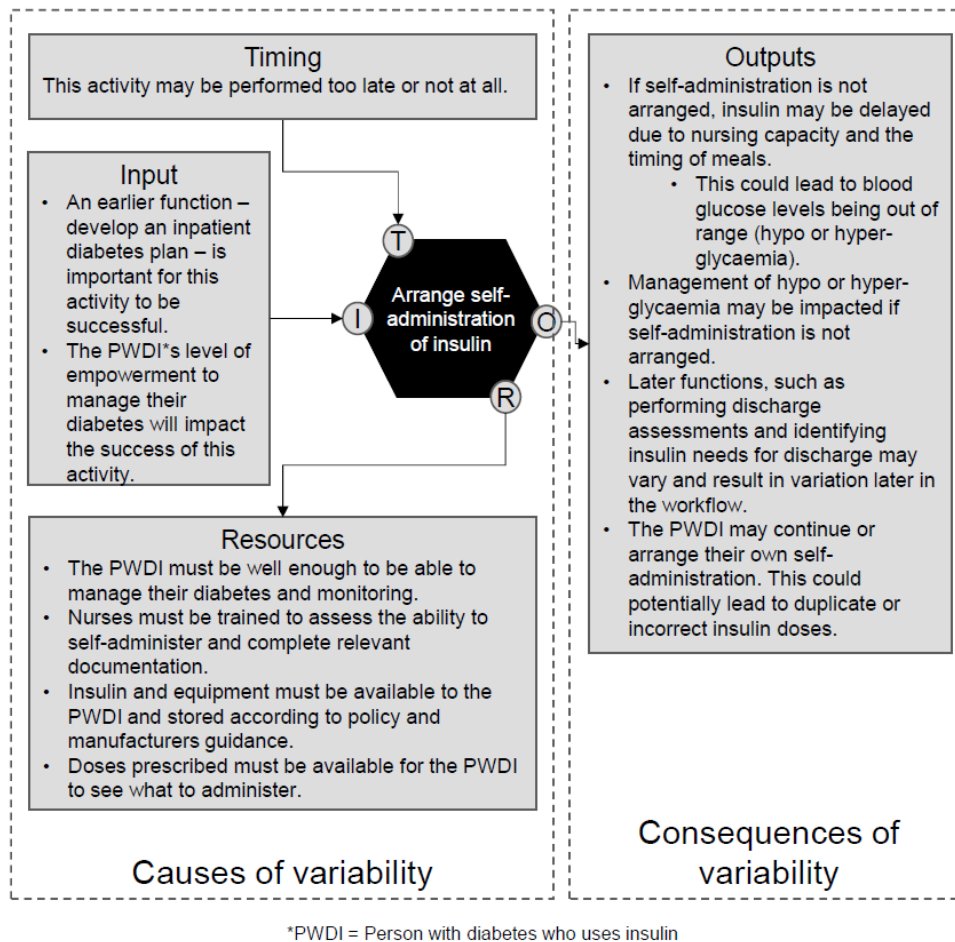 Timing
This activity may be performed too late or not at all.
Input
• An earlier function –
develop an inpatient
diabetes plan – is
important for this
activity to be
successful.
• The PWDI*s level of
empowerment to
manage their
diabetes will impact
the success of this
activity.
T
I
Arrange self-
administration
of insulin
O
R
Resources
• The PWDI must be well enough to be able to
manage their diabetes and monitoring.
• Nurses must be trained to assess the ability to
self-administer and complete relevant
documentation.
• Insulin and equipment must be available to the
PWDI and stored according to policy and
manufacturers guidance.
• Doses prescribed must be available for the PWDI
to see what to administer.
Causes of variability
Outputs
• If self-administration is not
arranged, insulin may be delayed
due to nursing capacity and the
timing of meals.
• This could lead to blood
glucose levels being out of
range (hypo or hyper-
glycaemia).
• Management of hypo or hyper-
glycaemia may be impacted if
self-administration is not
arranged.
• Later functions, such as
performing discharge
assessments and identifying
insulin needs for discharge may
vary and result in variation later in
the workflow.
• The PWDI may continue or
arrange their own self-
administration. This could
potentially lead to duplicate or
incorrect insulin doses.
Consequences of
variability
*PWDI = Person with diabetes who uses insulin